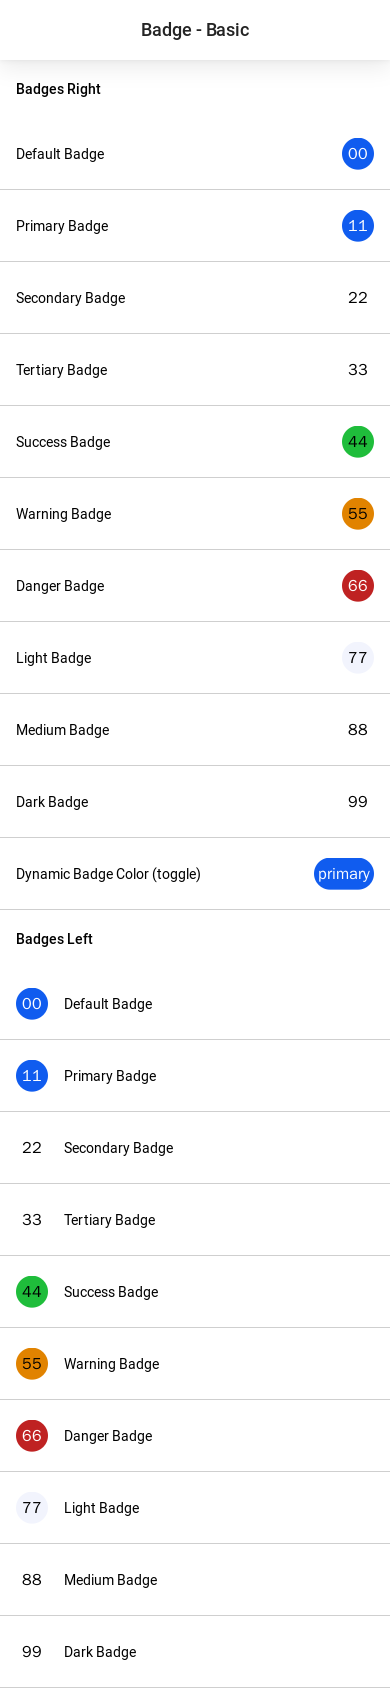 Badge - Basic
Badges Right
Default Badge 00
Primary Badge 11
Secondary Badge 22
Tertiary Badge 33
Success Badge 44
Warning Badge 55
Danger Badge 66
Light Badge 77
Medium Badge 88
Dark Badge 99
Dynamic Badge Color (toggle) primary
Badges Left
00 Default Badge
11 Primary Badge
22 Secondary Badge
33 Tertiary Badge
44 Success Badge
55 Warning Badge
66 Danger Badge
77 Light Badge
88 Medium Badge
99 Dark Badge